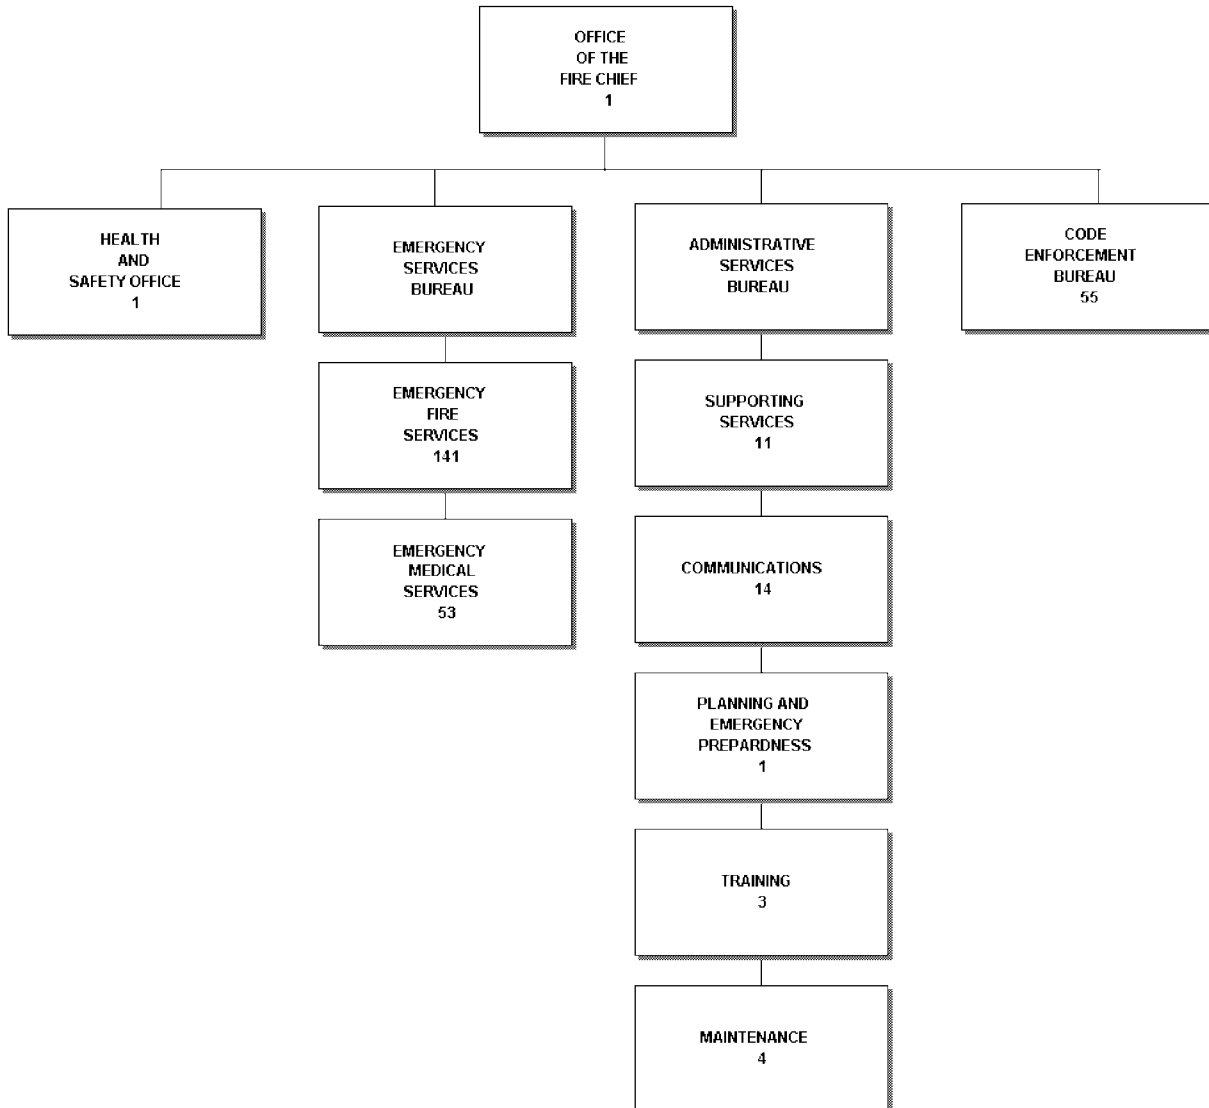 OFFICE
OF THE
FIRE CHIEF
1
HEALTH
AND
SAFETY OFFICE
1
EMERGENCY
SERVICES
BUREAU
ADMINISTRATIVE
SERVICES
BUREAU
CODE
ENFORCEMENT
BUREAU
55
EMERGENCY
FIRE
SERVICES
141
SUPPORTING
SERVICES
11
EMERGENCY
MEDICAL
SERVICES
53
COMMUNICATIONS
14
PLANNING AND
EMERGENCY
PREPARDNESS
1
TRAINING
3
MAINTENANCE
4